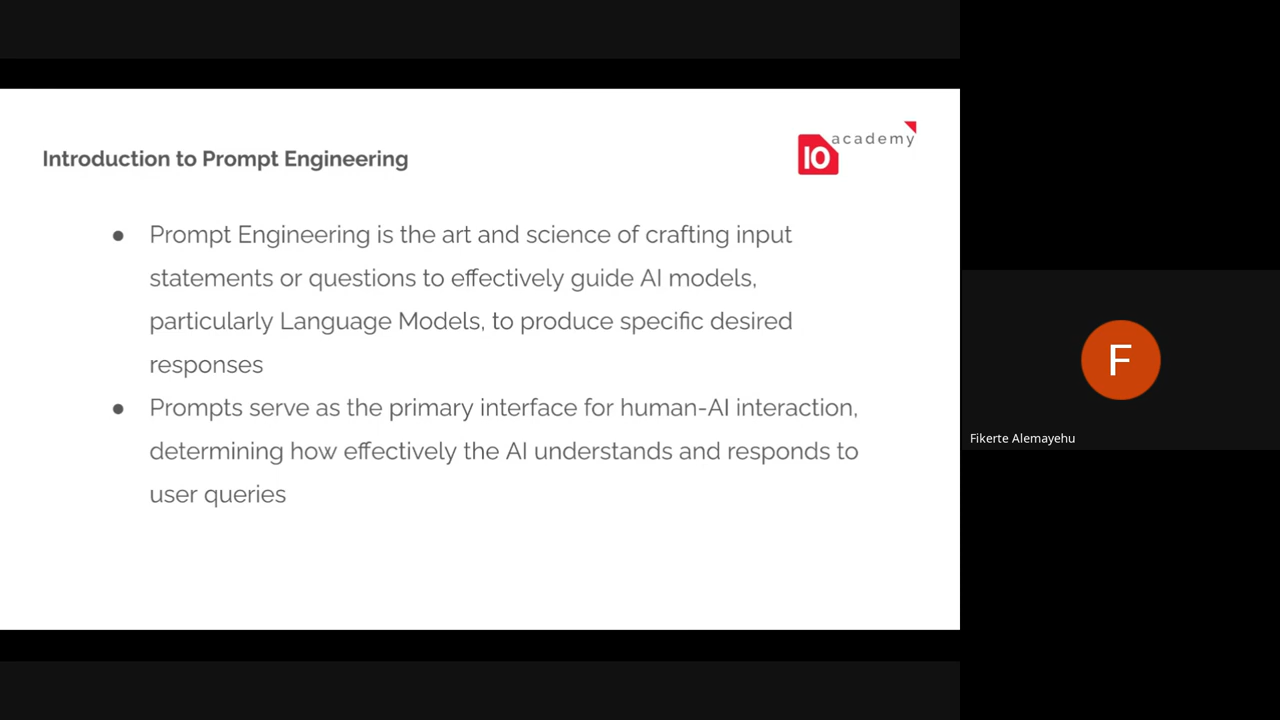 academy
10
Introduction to Prompt Engineering
● Prompt Engineering is the art and science of crafting input
statements or questions to effectively guide AI models,
particularly Language Models, to produce specific desired
responses
● Prompts serve as the primary interface for human-AI interaction,
determining how effectively the AI understands and responds to
user queries
F
Fikerte Alemayehu